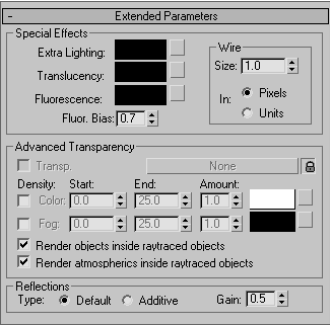 - Extended Parameters
Special Effects
Extra Lighting:
Translucency:
Fluorescence:
Fluor. Bias: 0.7
Wire
Size: 1.0
In: Pixels
Units
Advanced Transparency
Transp. None
Density: Start: End: Amount:
Color: 0.0 25.0 1.0
Fog: 0.0 25.0 1.0
Render objects inside raytraced objects
Render atmospherics inside raytraced objects
Reflections
Type: Default Additive Gain: 0.5